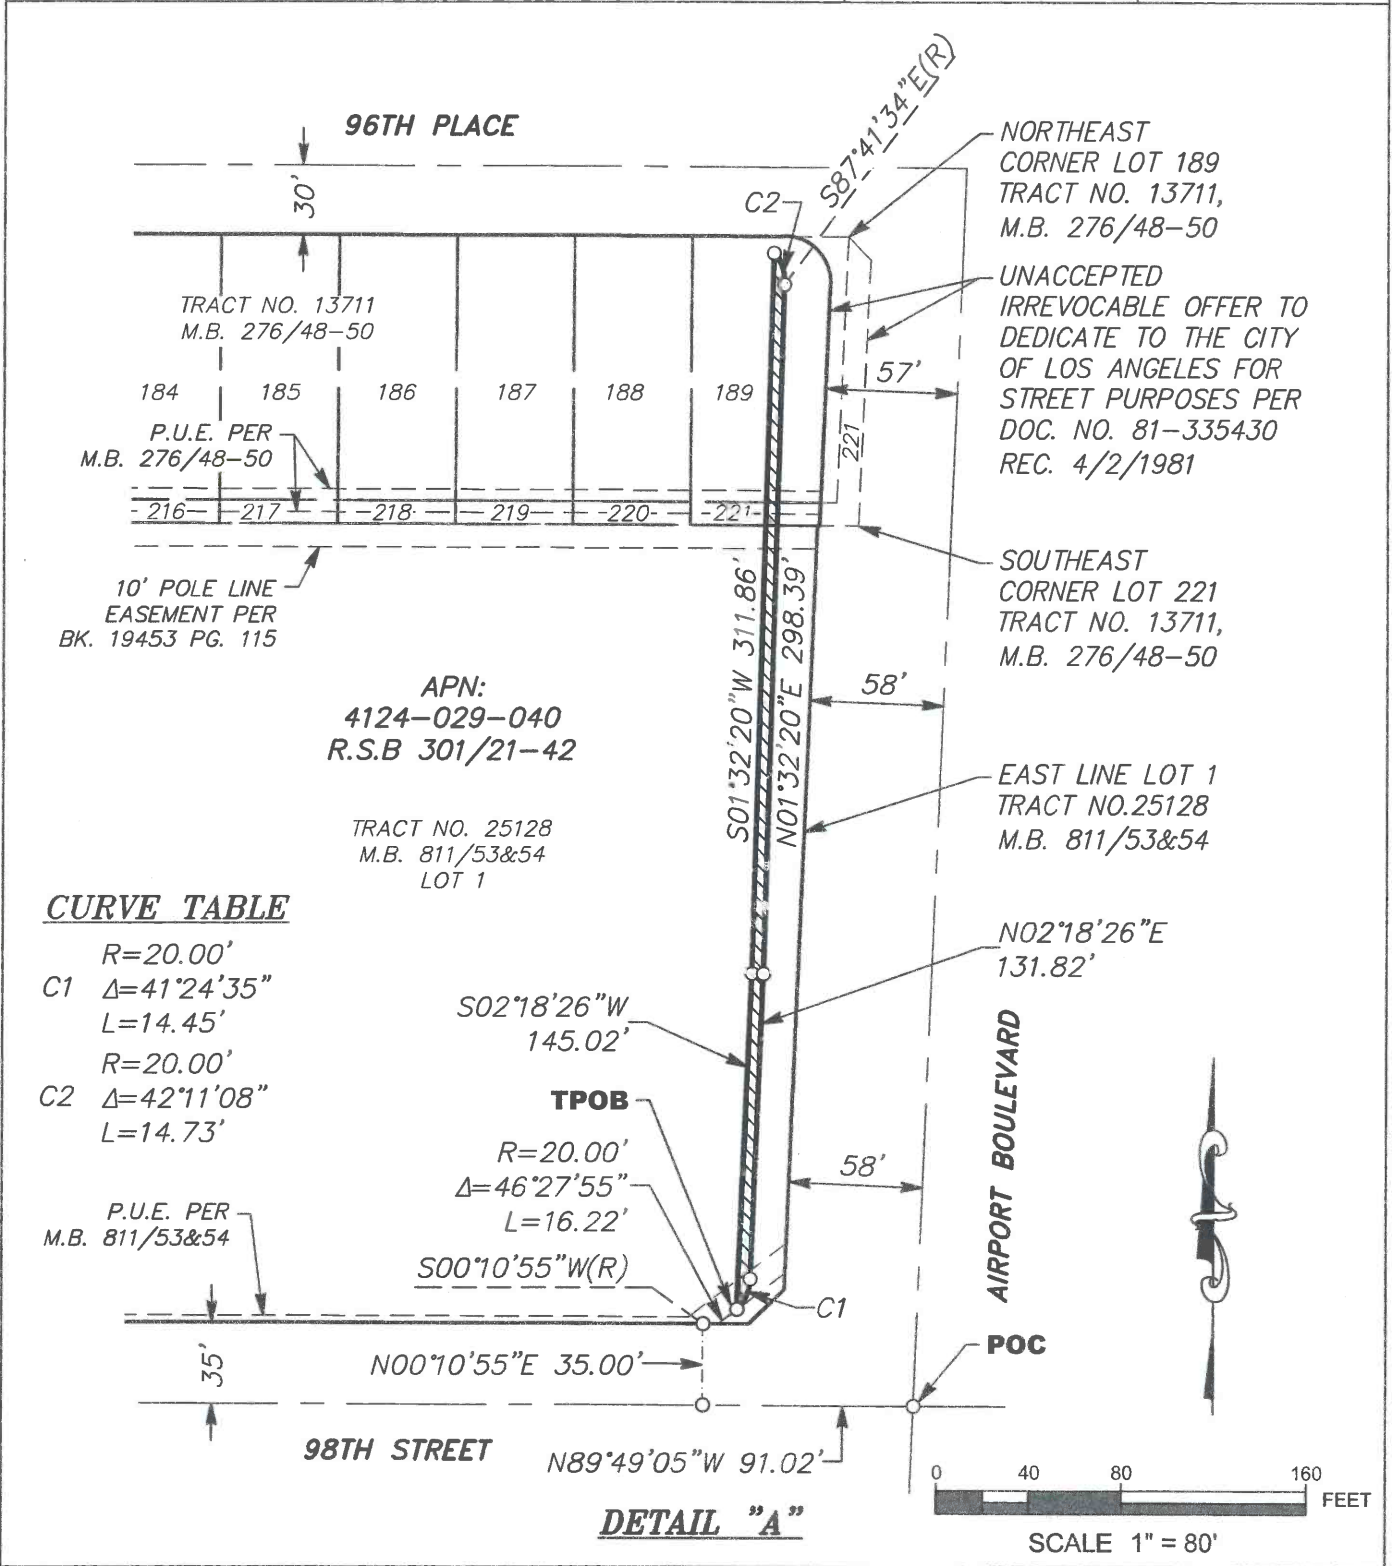 96TH PLACE
30'
S87°41'34"E(R)
C2
NORTHEAST
CORNER LOT 189
TRACT NO. 13711,
M.B. 276/48-50
UNACCEPTED
IRREVOCABLE OFFER TO
DEDICATE TO THE CITY
OF LOS ANGELES FOR
STREET PURPOSES PER
DOC. NO. 81-335430
REC. 4/2/1981
TRACT NO. 13711
M.B. 276/48-50
184
185
186
187
188
189
57'
221
P.U.E. PER
M.B. 276/48-50
216
217
218
219
220
221
10' POLE LINE
EASEMENT PER
BK. 19453 PG. 115
SOUTHEAST
CORNER LOT 221
TRACT NO. 13711,
M.B. 276/48-50
S01°32'20"W 311.86'
N01°32'20"E 298.39'
58'
APN:
4124-029-040
R.S.B 301/21-42
TRACT NO. 25128
M.B. 811/53&54
LOT 1
EAST LINE LOT 1
TRACT NO.25128
M.B. 811/53&54
CURVE TABLE
R=20.00'
C1 Δ=41°24'35"
L=14.45'
R=20.00'
C2 Δ=42°11'08"
L=14.73'
N02°18'26"E
131.82'
S02°18'26"W
145.02'
TPOB
R=20.00'
Δ=46°27'55"
L=16.22'
58'
AIRPORT BOULEVARD
P.U.E. PER
M.B. 811/53&54
S00°10'55"W(R)
C1
35'
N00°10'55"E 35.00'
POC
98TH STREET
N89°49'05"W 91.02'
DETAIL "A"
0 40 80 160
FEET
SCALE 1" = 80'